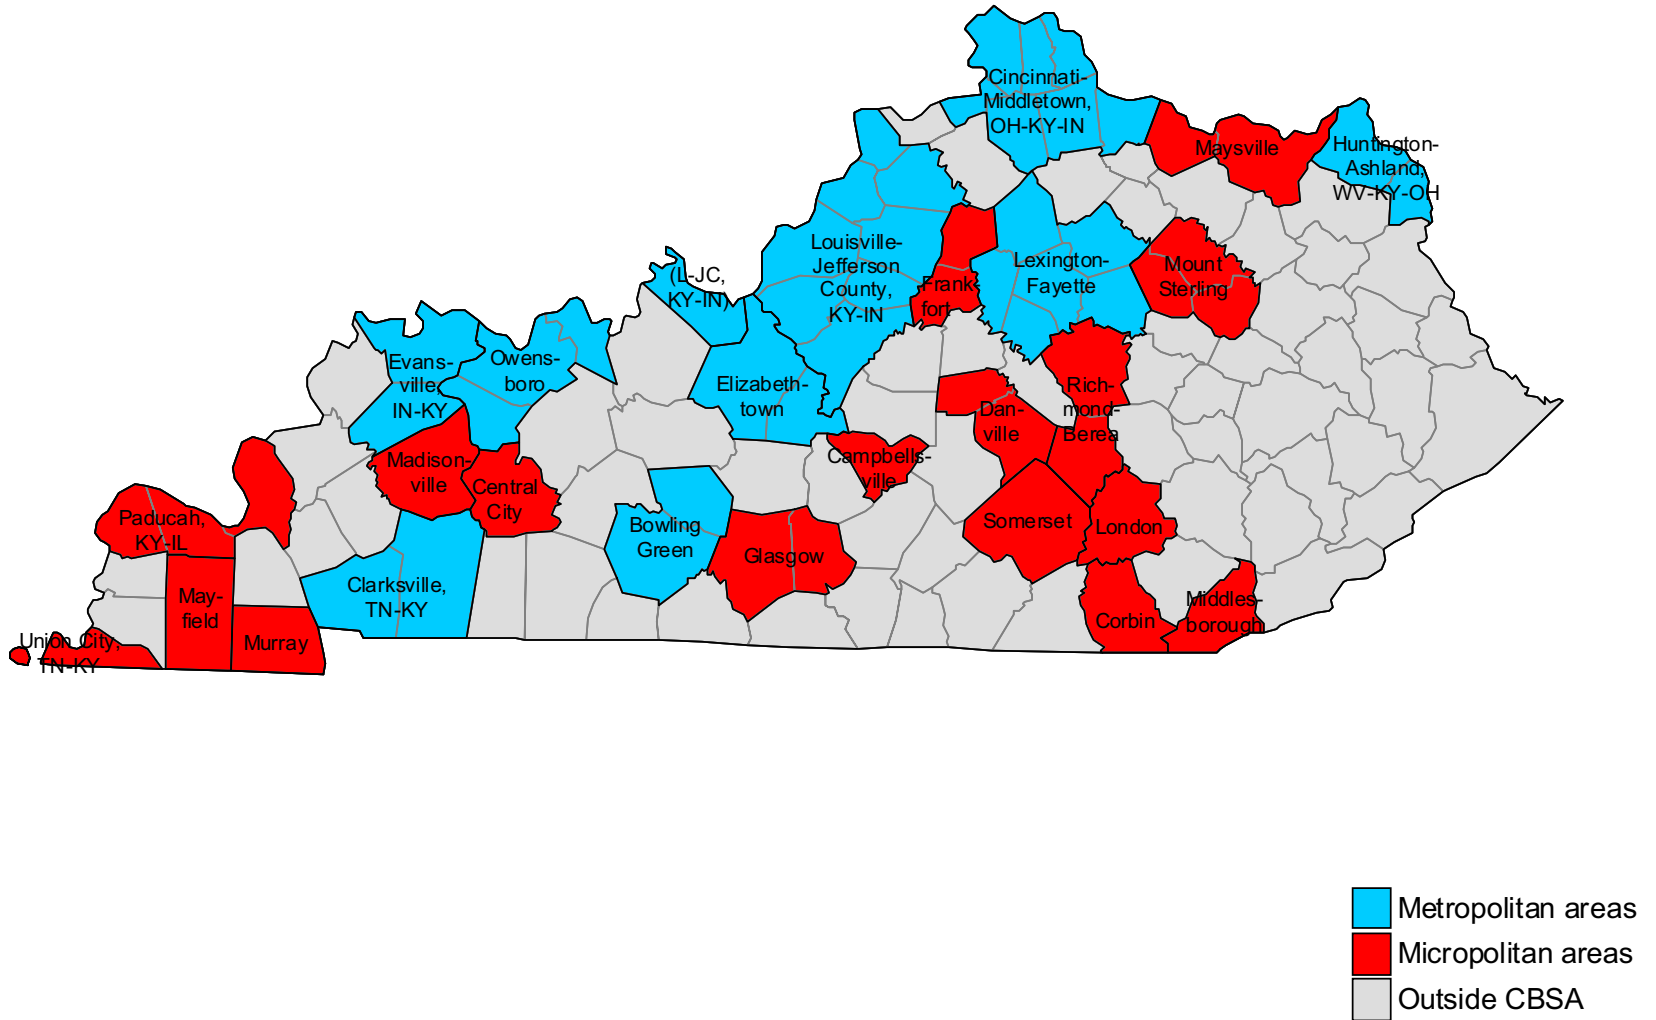 Cincinnati-
Middletown,
OH-KY-IN
Maysville
Huntington-
Ashland,
WV-KY-OH
Louisville-
Jefferson
County,
KY-IN
(L-JC,
KY-IN)
Lexington-
Fayette
Mount
Sterling
Frank
fort
Evans-
ville,
IN-KY
Owens-
boro
Elizabeth-
town
Rich-
mond-
Berea
Dan-
ville
Campbells-
ville
Madison-
ville
Central
City
Paducah,
KY-IL
Bowling
Green
Glasgow
Somerset
London
Clarksville,
TN-KY
May-
field
Murray
Union City,
TN-KY
Corbin
Middles-
borough
Metropolitan areas
Micropolitan areas
Outside CBSA